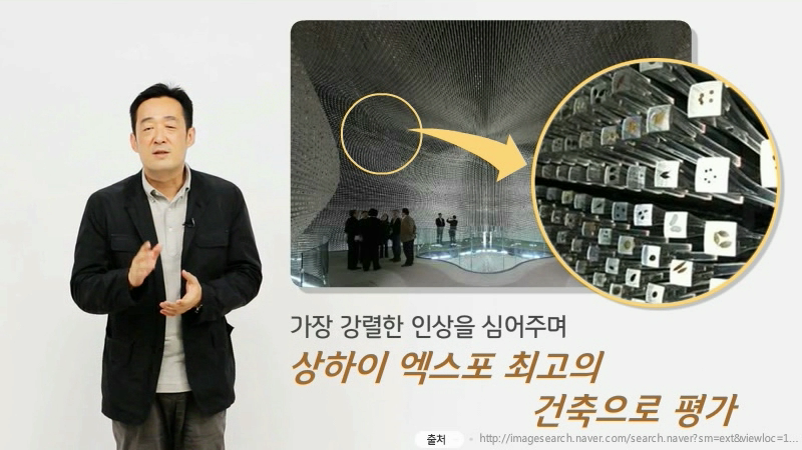 가장 강렬한 인상을 심어주며
상하이 엑스포 최고의
건축으로 평가
출처
http://imagesearch.naver.com/search.naver?sm=ext&viewloc=1...